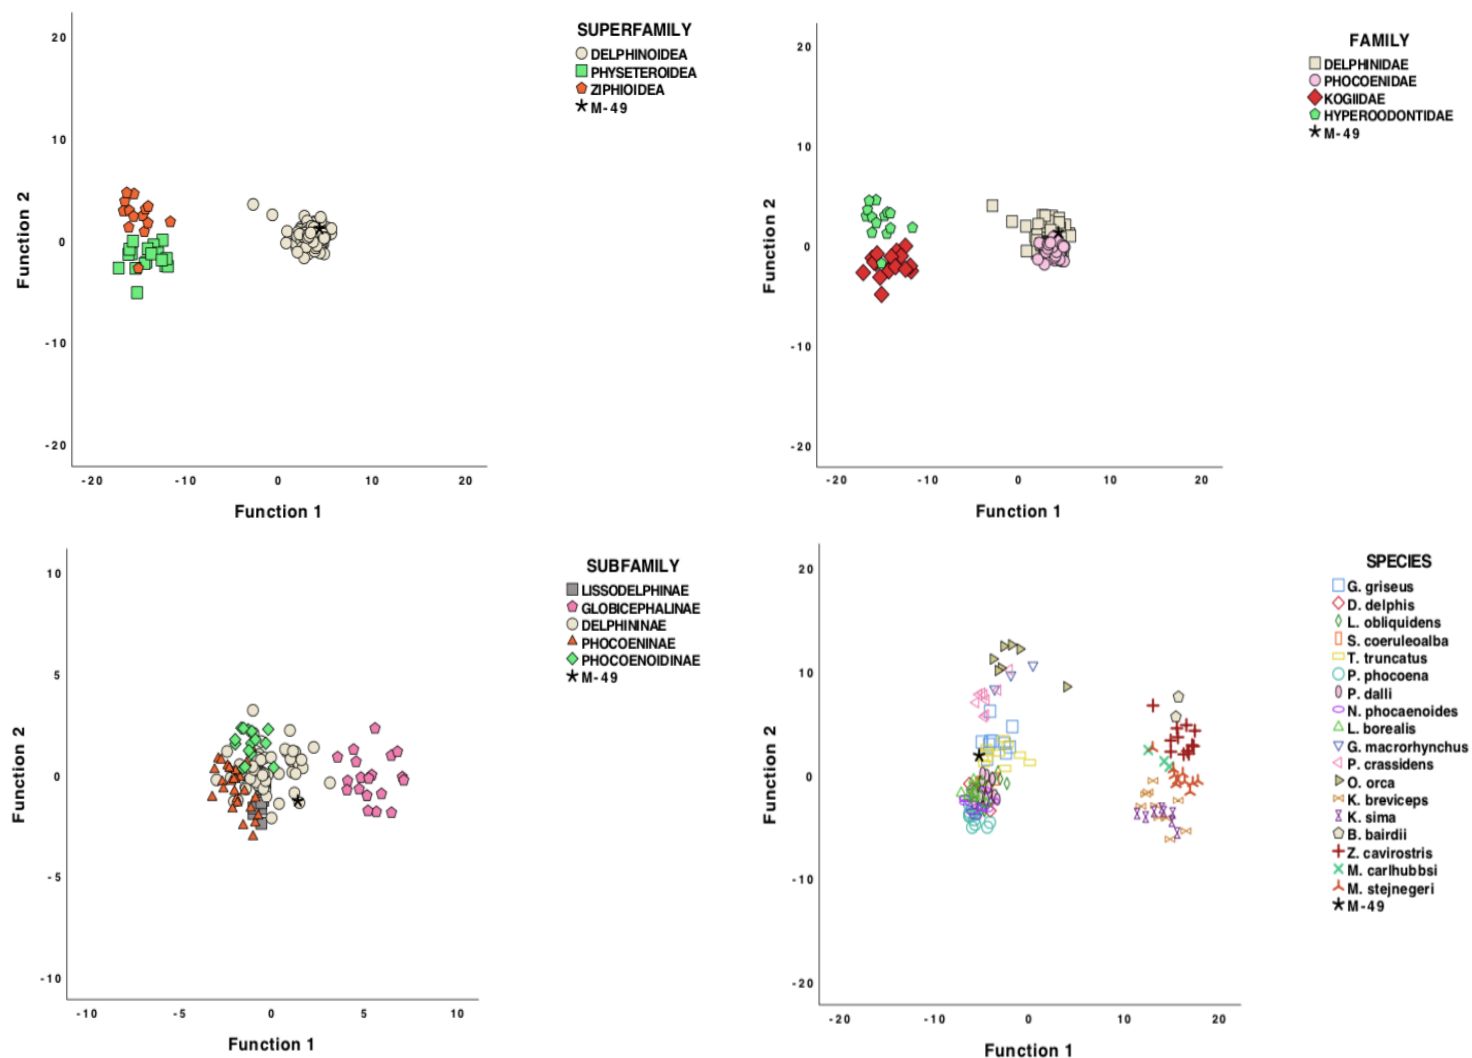 SUPERFAMILY
DELPHINOIDEA
PHYSETEROIDEA
ZIPHIOIDEA
M-49
20
10
0
-10
-20
Function 2
-20
-10
0
10
20
Function 1
FAMILY
DELPHINIDAE
PHOCOENIDAE
KOGIIDAE
HYPEROODONTIDAE
M-49
20
10
0
-10
-20
Function 2
-20
-10
0
10
20
Function 1
SUBFAMILY
LISSODELPHINAE
GLOBICEPHALINAE
DELPHININAE
PHOCOENINAE
PHOCOENOIDINAE
M-49
10
5
0
-5
-10
Function 2
-10
-5
0
5
10
Function 1
SPECIES
G. griseus
D. delphis
L. obliquidens
S. coeruleoalba
T. truncatus
P. phocoena
P. dalli
N. phocaenoides
L. borealis
G. macrorhynchus
P. crassidens
O. orca
K. breviceps
K. sima
B. bairdii
Z. cavirostris
M. carlhubbsi
M. stejnegeri
M-49
20
10
0
-10
-20
Function 2
-20
-10
0
10
20
Function 1